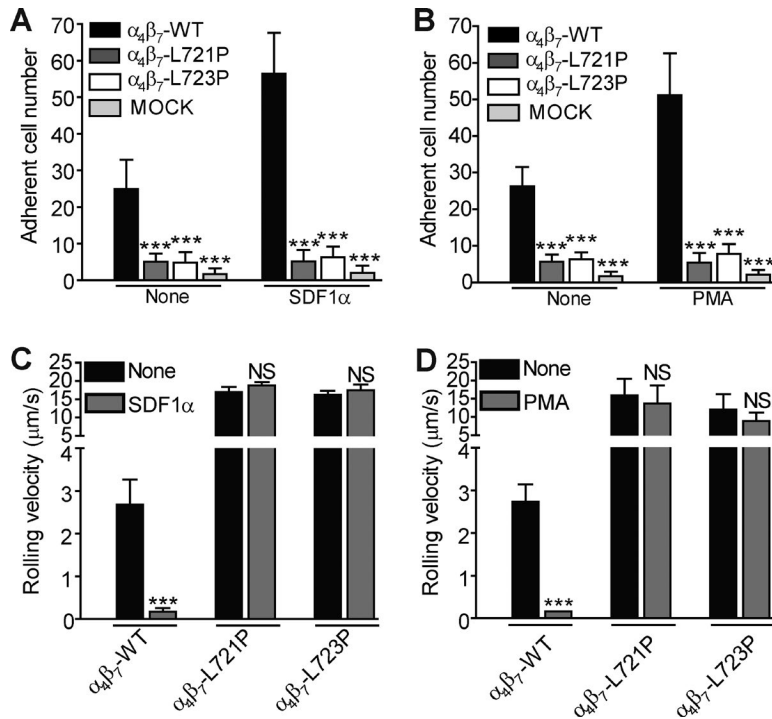 A
Adherent cell number
70
60
50
40
30
20
10
0
α₄β₇-WT
α₄β₇-L721P
α₄β₇-L723P
MOCK
*** *** ***
*** *** ***
None
SDF1α
B
Adherent cell number
70
60
50
40
30
20
10
0
α₄β₇-WT
α₄β₇-L721P
α₄β₇-L723P
MOCK
*** *** ***
*** *** ***
None
PMA
C
Rolling velocity (μm/s)
25
20
15
10
5
4
3
2
1
0
None
SDF1α
***
NS
NS
α₄β₇-WT
α₄β₇-L721P
α₄β₇-L723P
D
Rolling velocity (μm/s)
25
20
15
10
5
4
3
2
1
0
None
PMA
***
NS
NS
α₄β₇-WT
α₄β₇-L721P
α₄β₇-L723P